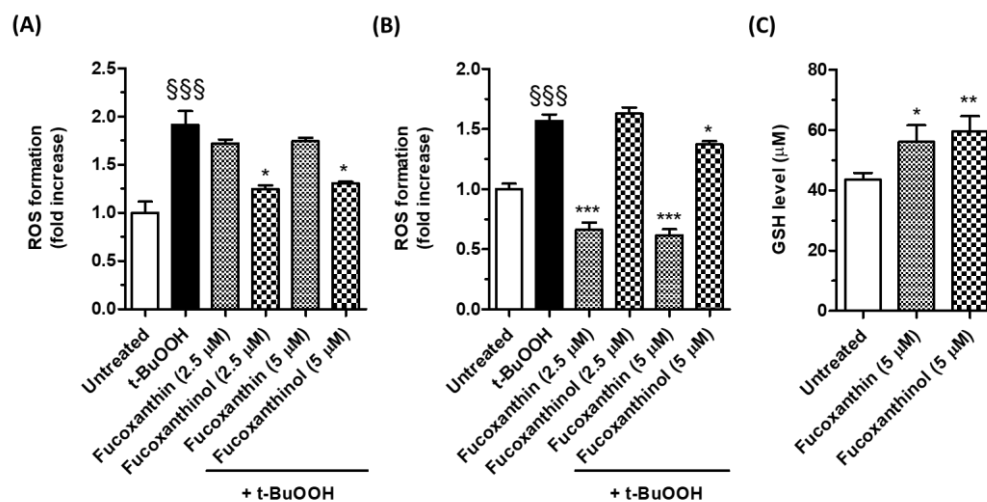 (A)
ROS formation
(fold increase)
2.5
2.0
1.5
1.0
0.5
0.0
§§§
*
*
Untreated
t-BuOOH
Fucoxanthin (2.5 µM)
Fucoxanthinol (2.5 µM)
Fucoxanthin (5 µM)
Fucoxanthinol (5 µM)
+ t-BuOOH
(B)
ROS formation
(fold increase)
2.0
1.5
1.0
0.5
0.0
§§§
***
***
*
Untreated
t-BuOOH
Fucoxanthin (2.5 µM)
Fucoxanthinol (2.5 µM)
Fucoxanthin (5 µM)
Fucoxanthinol (5 µM)
+ t-BuOOH
(C)
GSH level (µM)
80
60
40
20
0
*
**
Untreated
Fucoxanthin (5 µM)
Fucoxanthinol (5 µM)